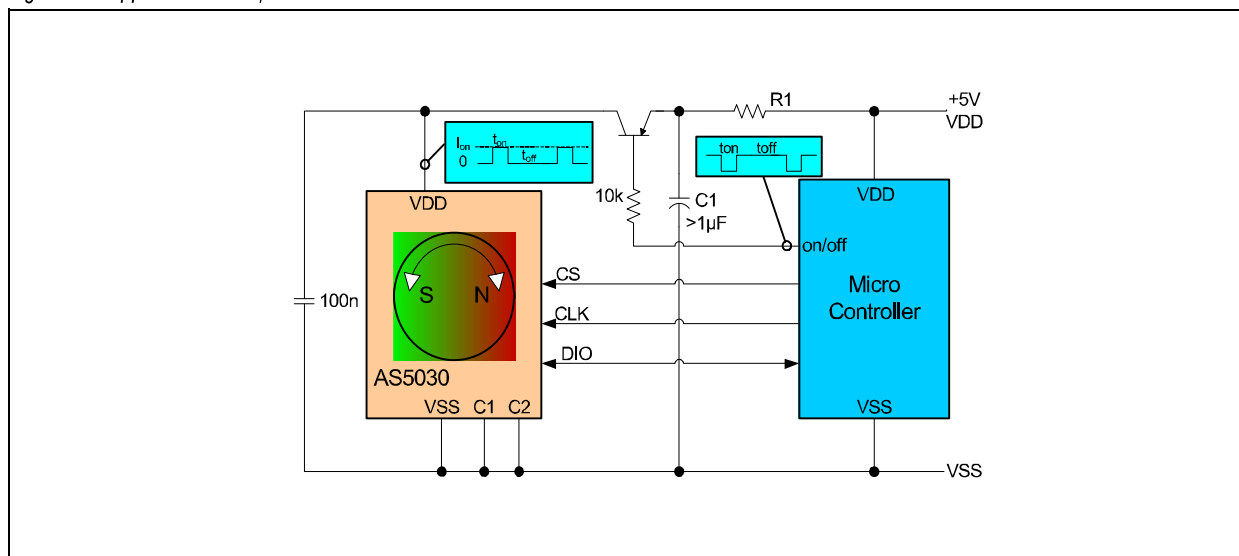 R1
+5V
VDD
Ion
ton
toff
0
ton
toff
VDD
10k
C1
>1µF
VDD
on/off
CS
Micro
Controller
S
N
100n
CLK
DIO
AS5030
VSS
C1
C2
VSS
VSS